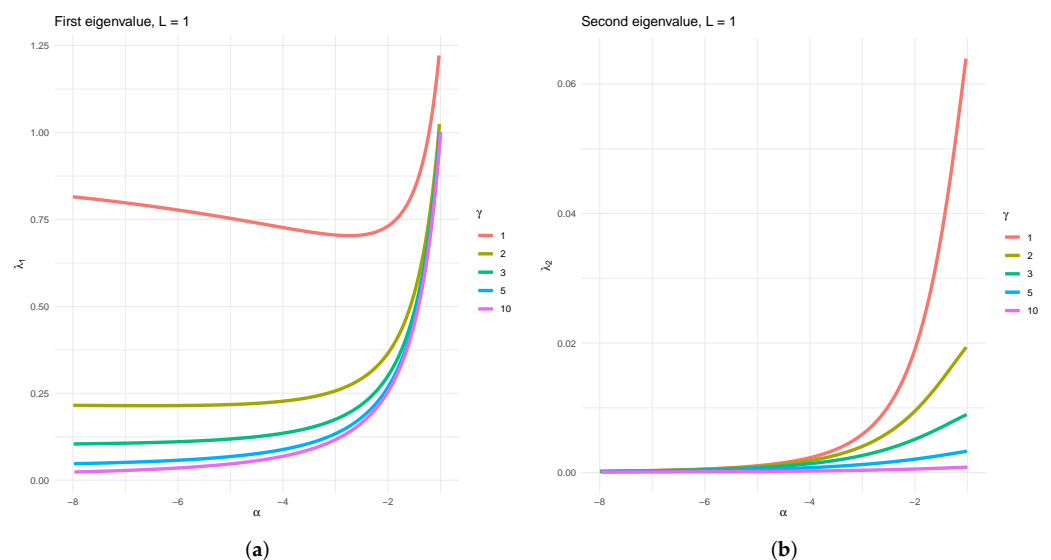 First eigenvalue, L = 1
1.25
1.00
0.75
0.50
0.25
0.00
λ1
−8
−6
−4
−2
α
γ
1
2
3
5
10
(a)
Second eigenvalue, L = 1
0.06
0.04
0.02
0.00
λ2
−8
−6
−4
−2
α
γ
1
2
3
5
10
(b)